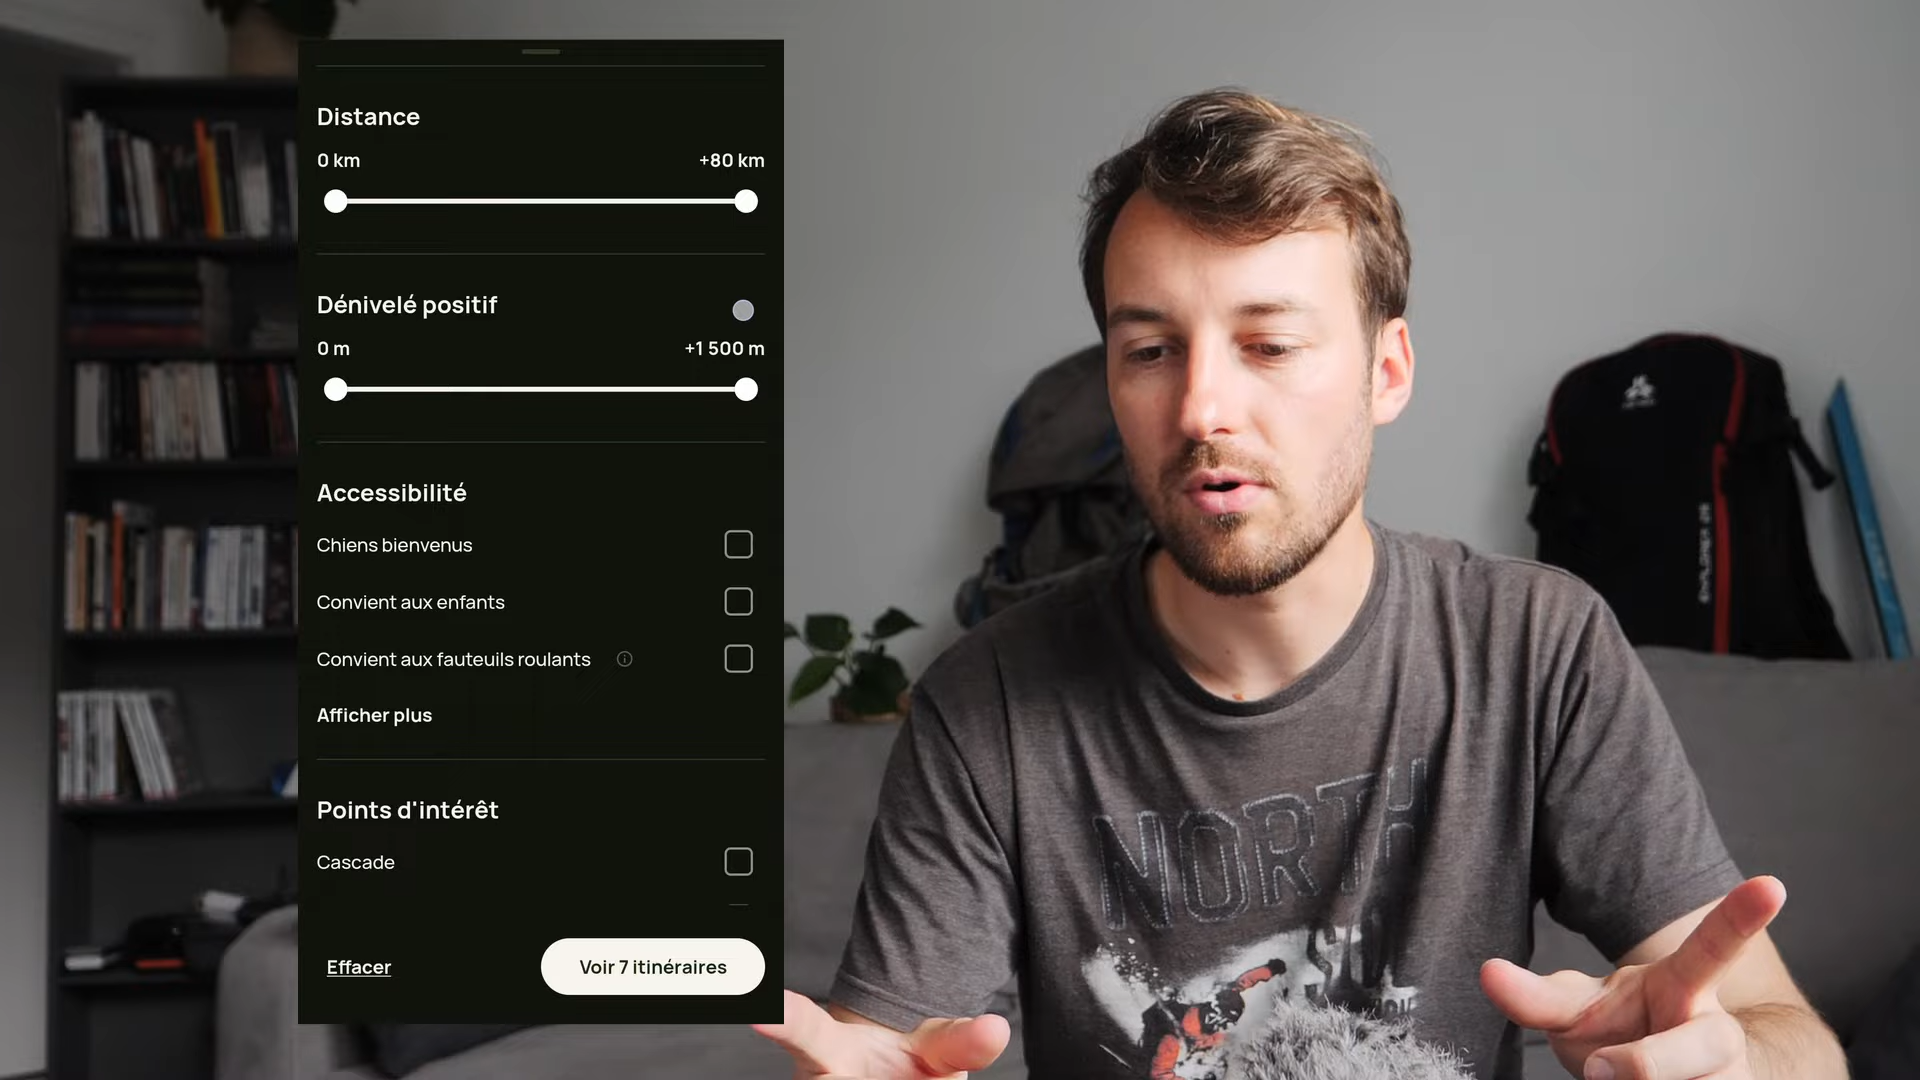 Distance
0 km +80 km
Dénivelé positif
0 m +1 500 m
Accessibilité
Chiens bienvenus
Convient aux enfants
Convient aux fauteuils roulants
Afficher plus
Points d'intérêt
Cascade
Effacer Voir 7 itinéraires
NORTH